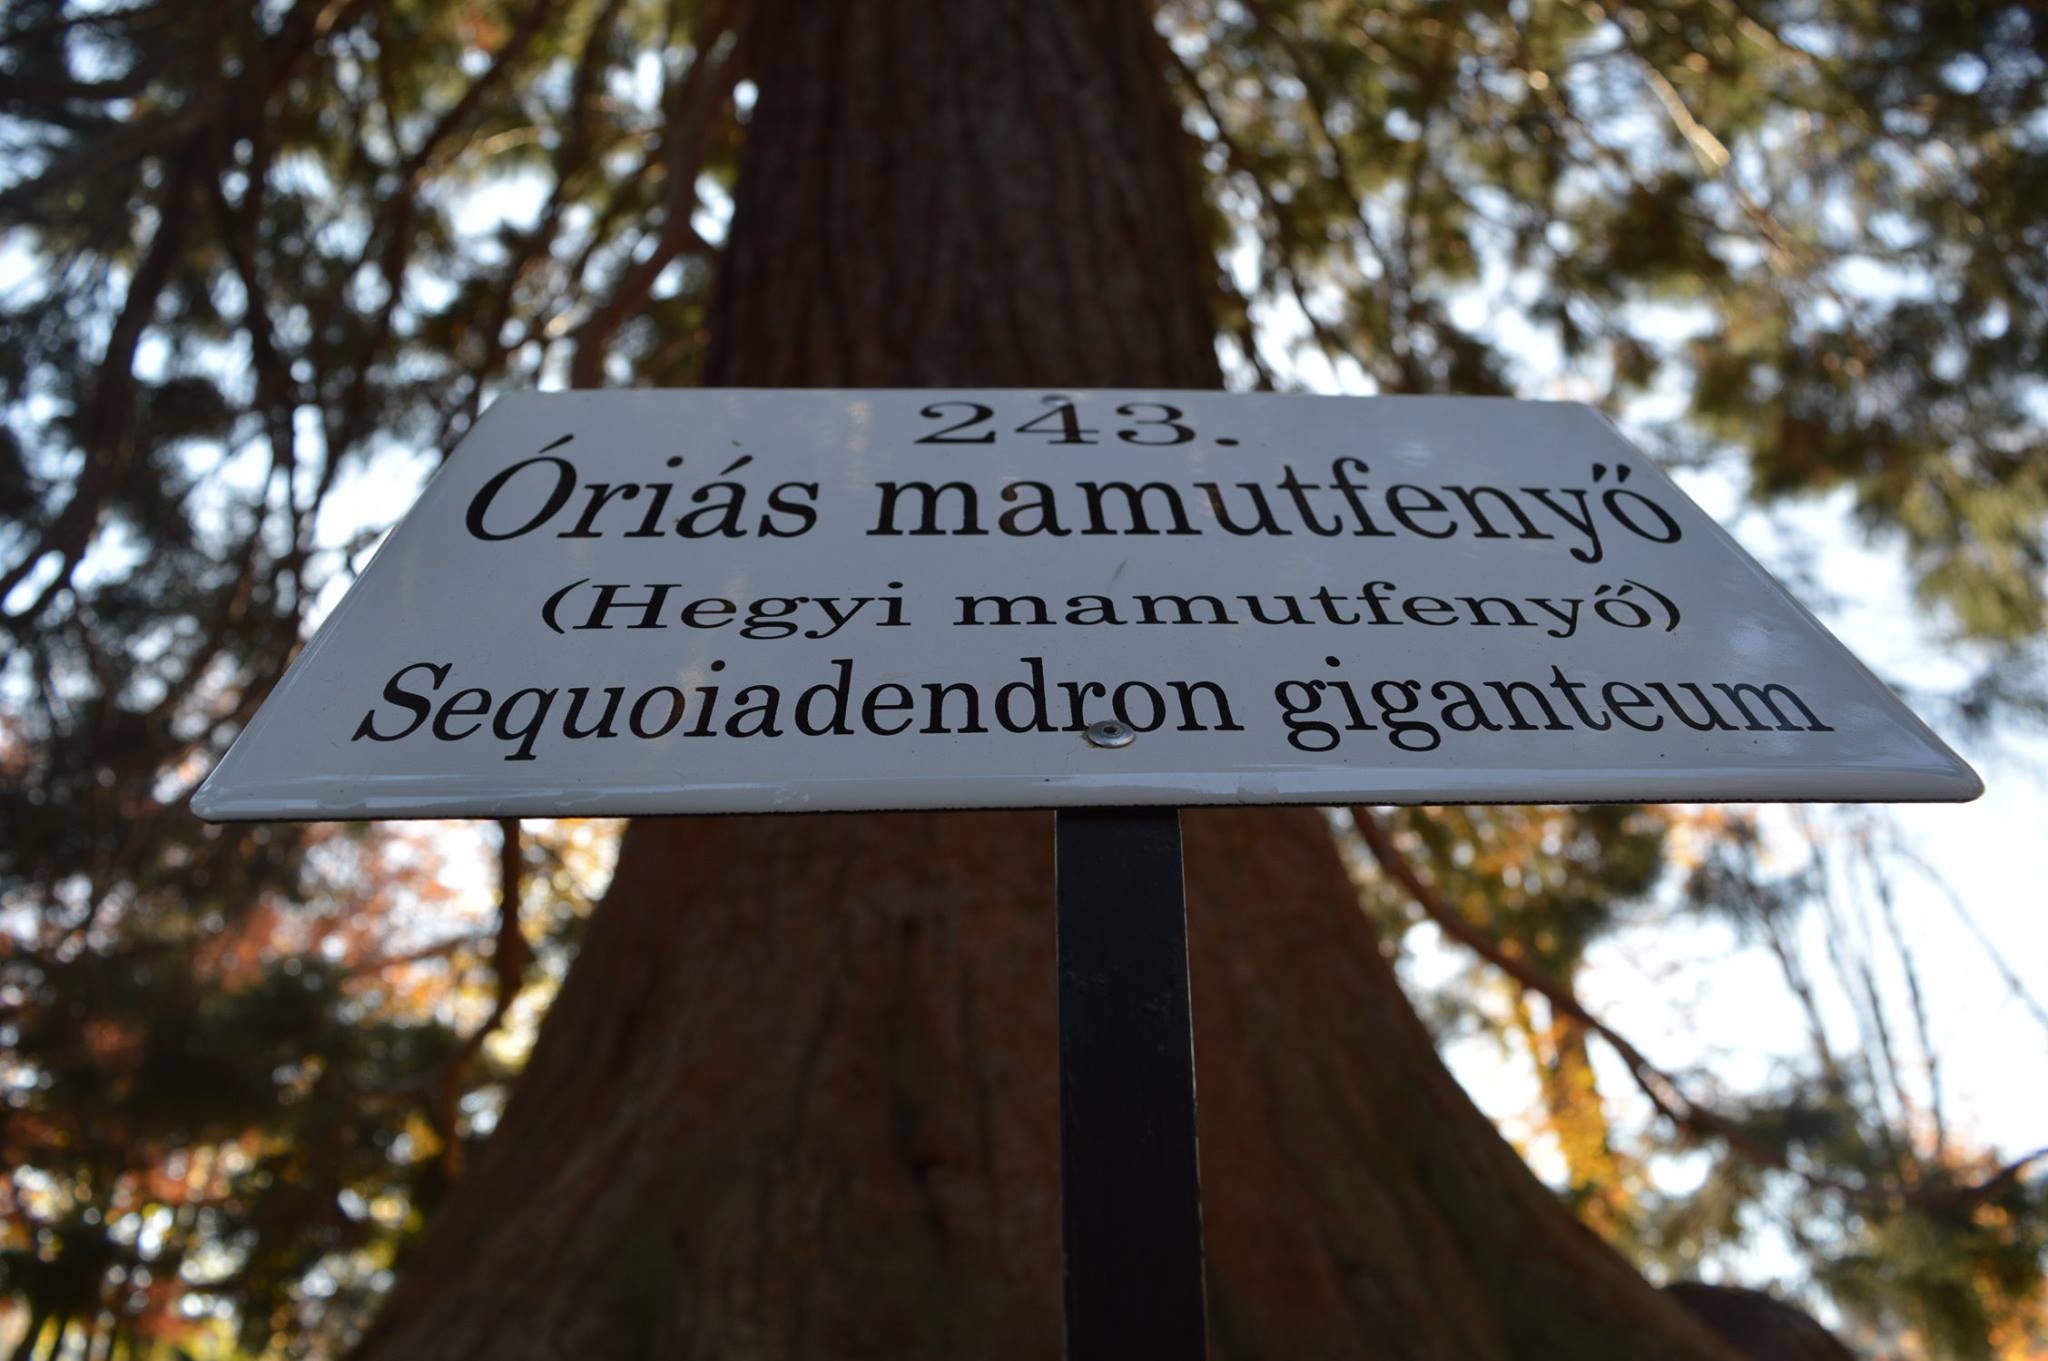 243.
Óriás mamutfenyő
(Hegyi mamutfenyő)
Sequoiadendron giganteum